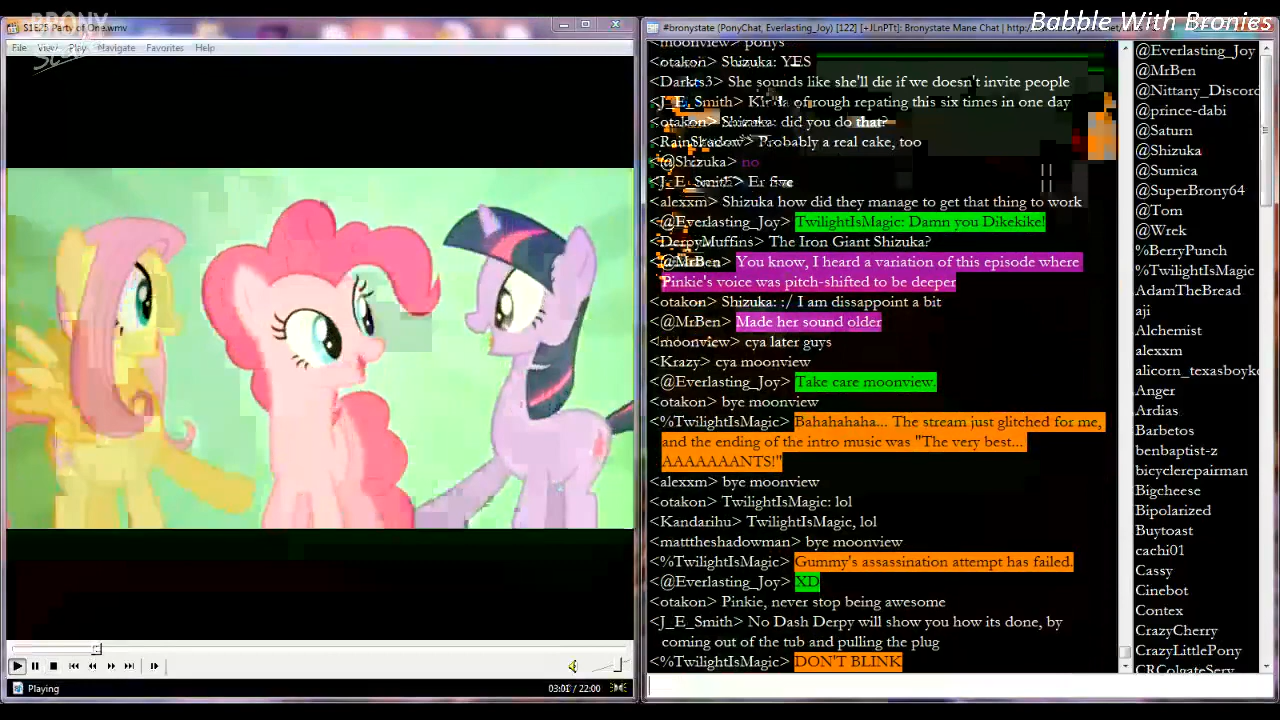 S1E25 Party of One.wmv
File View Play Navigate Favorites Help
Playing
03:01 / 22:00
Babble With Bronies
#bronystate (PonyChat, Everlasting_Joy) [122] [+JLnPTt]: Bronystate Mane Chat | http:/
<moonview> ponys
<otakon> Shizuka: YES
<Darkts3> She sounds like she'll die if we doesn't invite people
<J_E_Smith> Kinda of rough repating this six times in one day
<otakon> Shizuka: did you do that?
<RainShadow> Probably a real cake, too
<@Shizuka> no
<J_E_Smith> Er five
<alexxm> Shizuka how did they manage to get that thing to work
<@Everlasting_Joy> TwilightIsMagic: Damn you Dikekike!
<DerpyMuffins> The Iron Giant Shizuka?
<@MrBen> You know, I heard a variation of this episode where
Pinkie's voice was pitch-shifted to be deeper
<otakon> Shizuka: :/ I am dissappoint a bit
<@MrBen> Made her sound older
<moonview> cya later guys
<Krazy> cya moonview
<@Everlasting_Joy> Take care moonview.
<otakon> bye moonview
<%TwilightIsMagic> Bahahahaha... The stream just glitched for me,
and the ending of the intro music was "The very best...
AAAAAAANTS!"
<alexxm> bye moonview
<otakon> TwilightIsMagic: lol
<Kandarihu> TwilightIsMagic, lol
<matttheshadowman> bye moonview
<%TwilightIsMagic> Gummy's assassination attempt has failed.
<@Everlasting_Joy> XD
<otakon> Pinkie, never stop being awesome
<J_E_Smith> No Dash Derpy will show you how its done, by
coming out of the tub and pulling the plug
<%TwilightIsMagic> DON'T BLINK
@Everlasting_Joy
@MrBen
@Nittany_Discord
@prince-dabi
@Saturn
@Shizuka
@Sumica
@SuperBrony64
@Tom
@Wrek
%BerryPunch
%TwilightIsMagic
AdamTheBread
aji
Alchemist
alexxm
alicorn_texasboyko
Anger
Ardias
Barbetos
benbaptist-z
bicyclerepairman
Bigcheese
Bipolarized
Buytoast
cachi01
Cassy
Cinebot
Contex
CrazyCherry
CrazyLittlePony
CRColgateServ